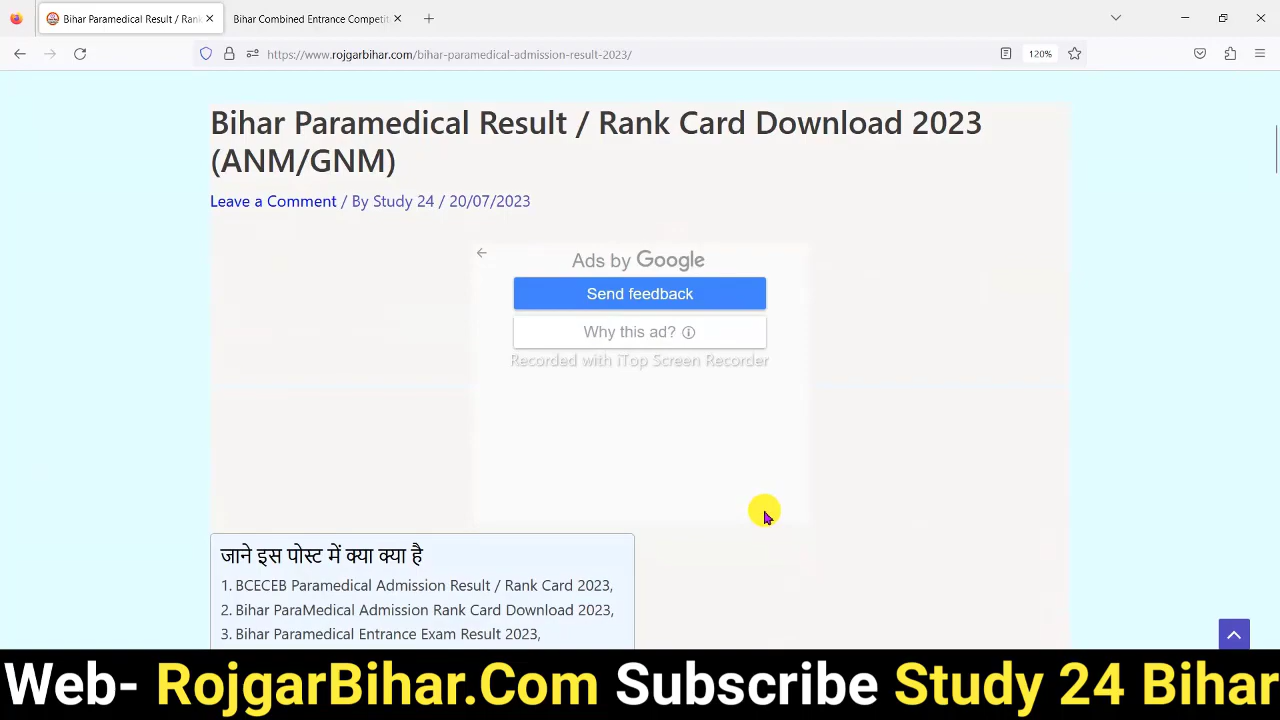 Bihar Paramedical Result / Rank
Bihar Combined Entrance Competit
https://www.rojgarbihar.com/bihar-paramedical-admission-result-2023/
120%
Bihar Paramedical Result / Rank Card Download 2023
(ANM/GNM)
Leave a Comment / By Study 24 / 20/07/2023
Ads by Google
Send feedback
Why this ad?
Recorded with iTop Screen Recorder
जाने इस पोस्ट में क्या क्या है
1. BCECEB Paramedical Admission Result / Rank Card 2023,
2. Bihar ParaMedical Admission Rank Card Download 2023,
3. Bihar Paramedical Entrance Exam Result 2023,
Web- RojgarBihar.Com Subscribe Study 24 Bihar